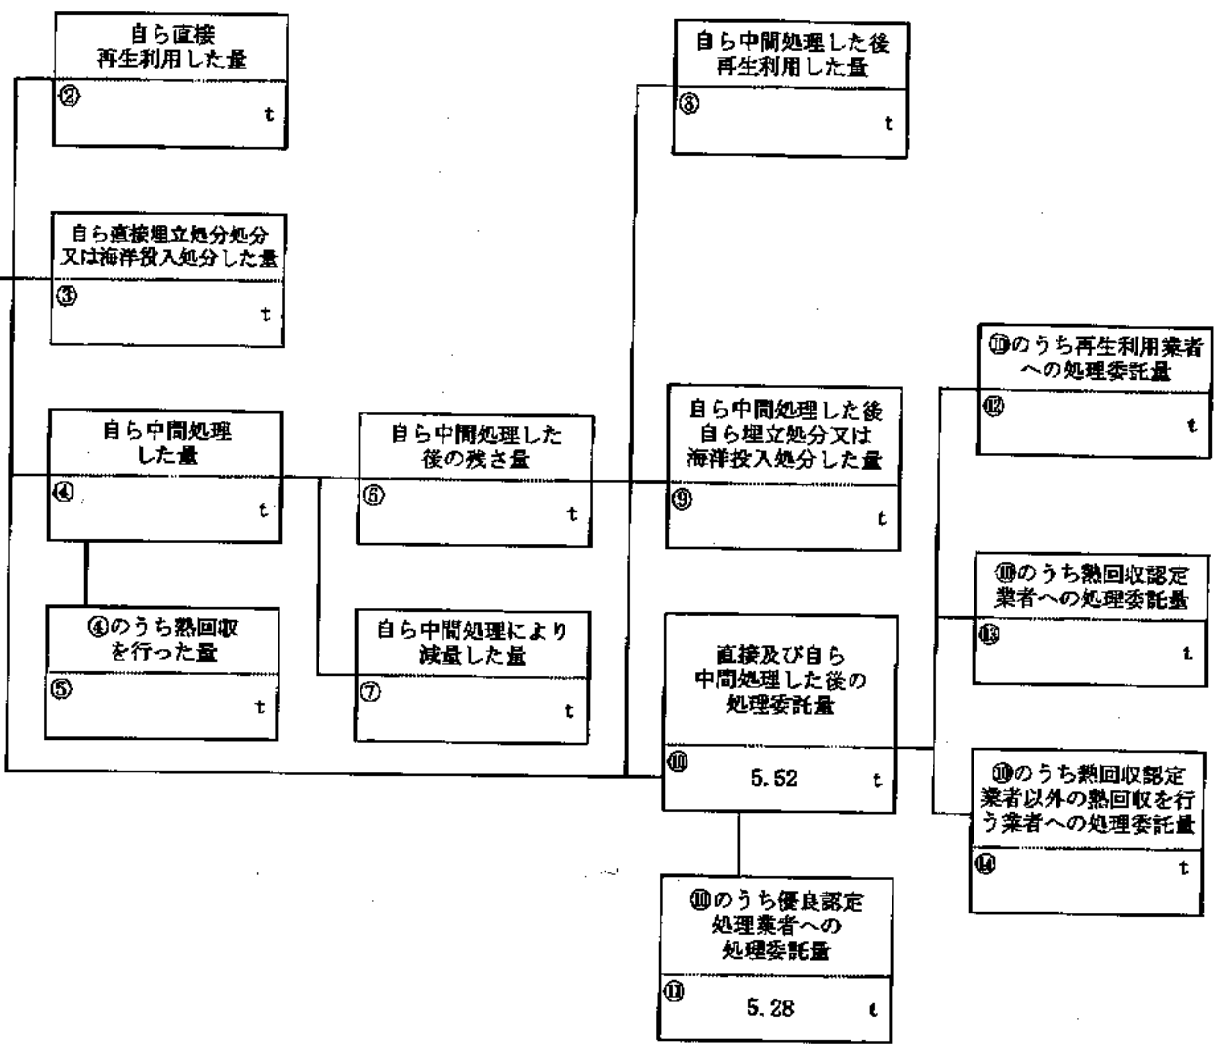 自ら直接
再生利用した量
② t
自ら中間処理した後
再生利用した量
⑧ t
自ら直接埋立処分処分
又は海洋投入処分した量
③ t
⑩のうち再生利用業者
への処理委託量
⑫ t
自ら中間処理
した量
④ t
自ら中間処理した
後の残さ量
⑥ t
自ら中間処理した後
自ら埋立処分又は
海洋投入処分した量
⑨ t
⑩のうち熱回収認定
業者への処理委託量
⑬ t
④のうち熱回収
を行った量
⑤ t
自ら中間処理により
減量した量
⑦ t
直接及び自ら
中間処理した後の
処理委託量
⑩ 5.52 t
⑩のうち熱回収認定
業者以外の熱回収を行
う業者への処理委託量
⑭ t
⑩のうち優良認定
処理業者への
処理委託量
⑪ 5.28 t